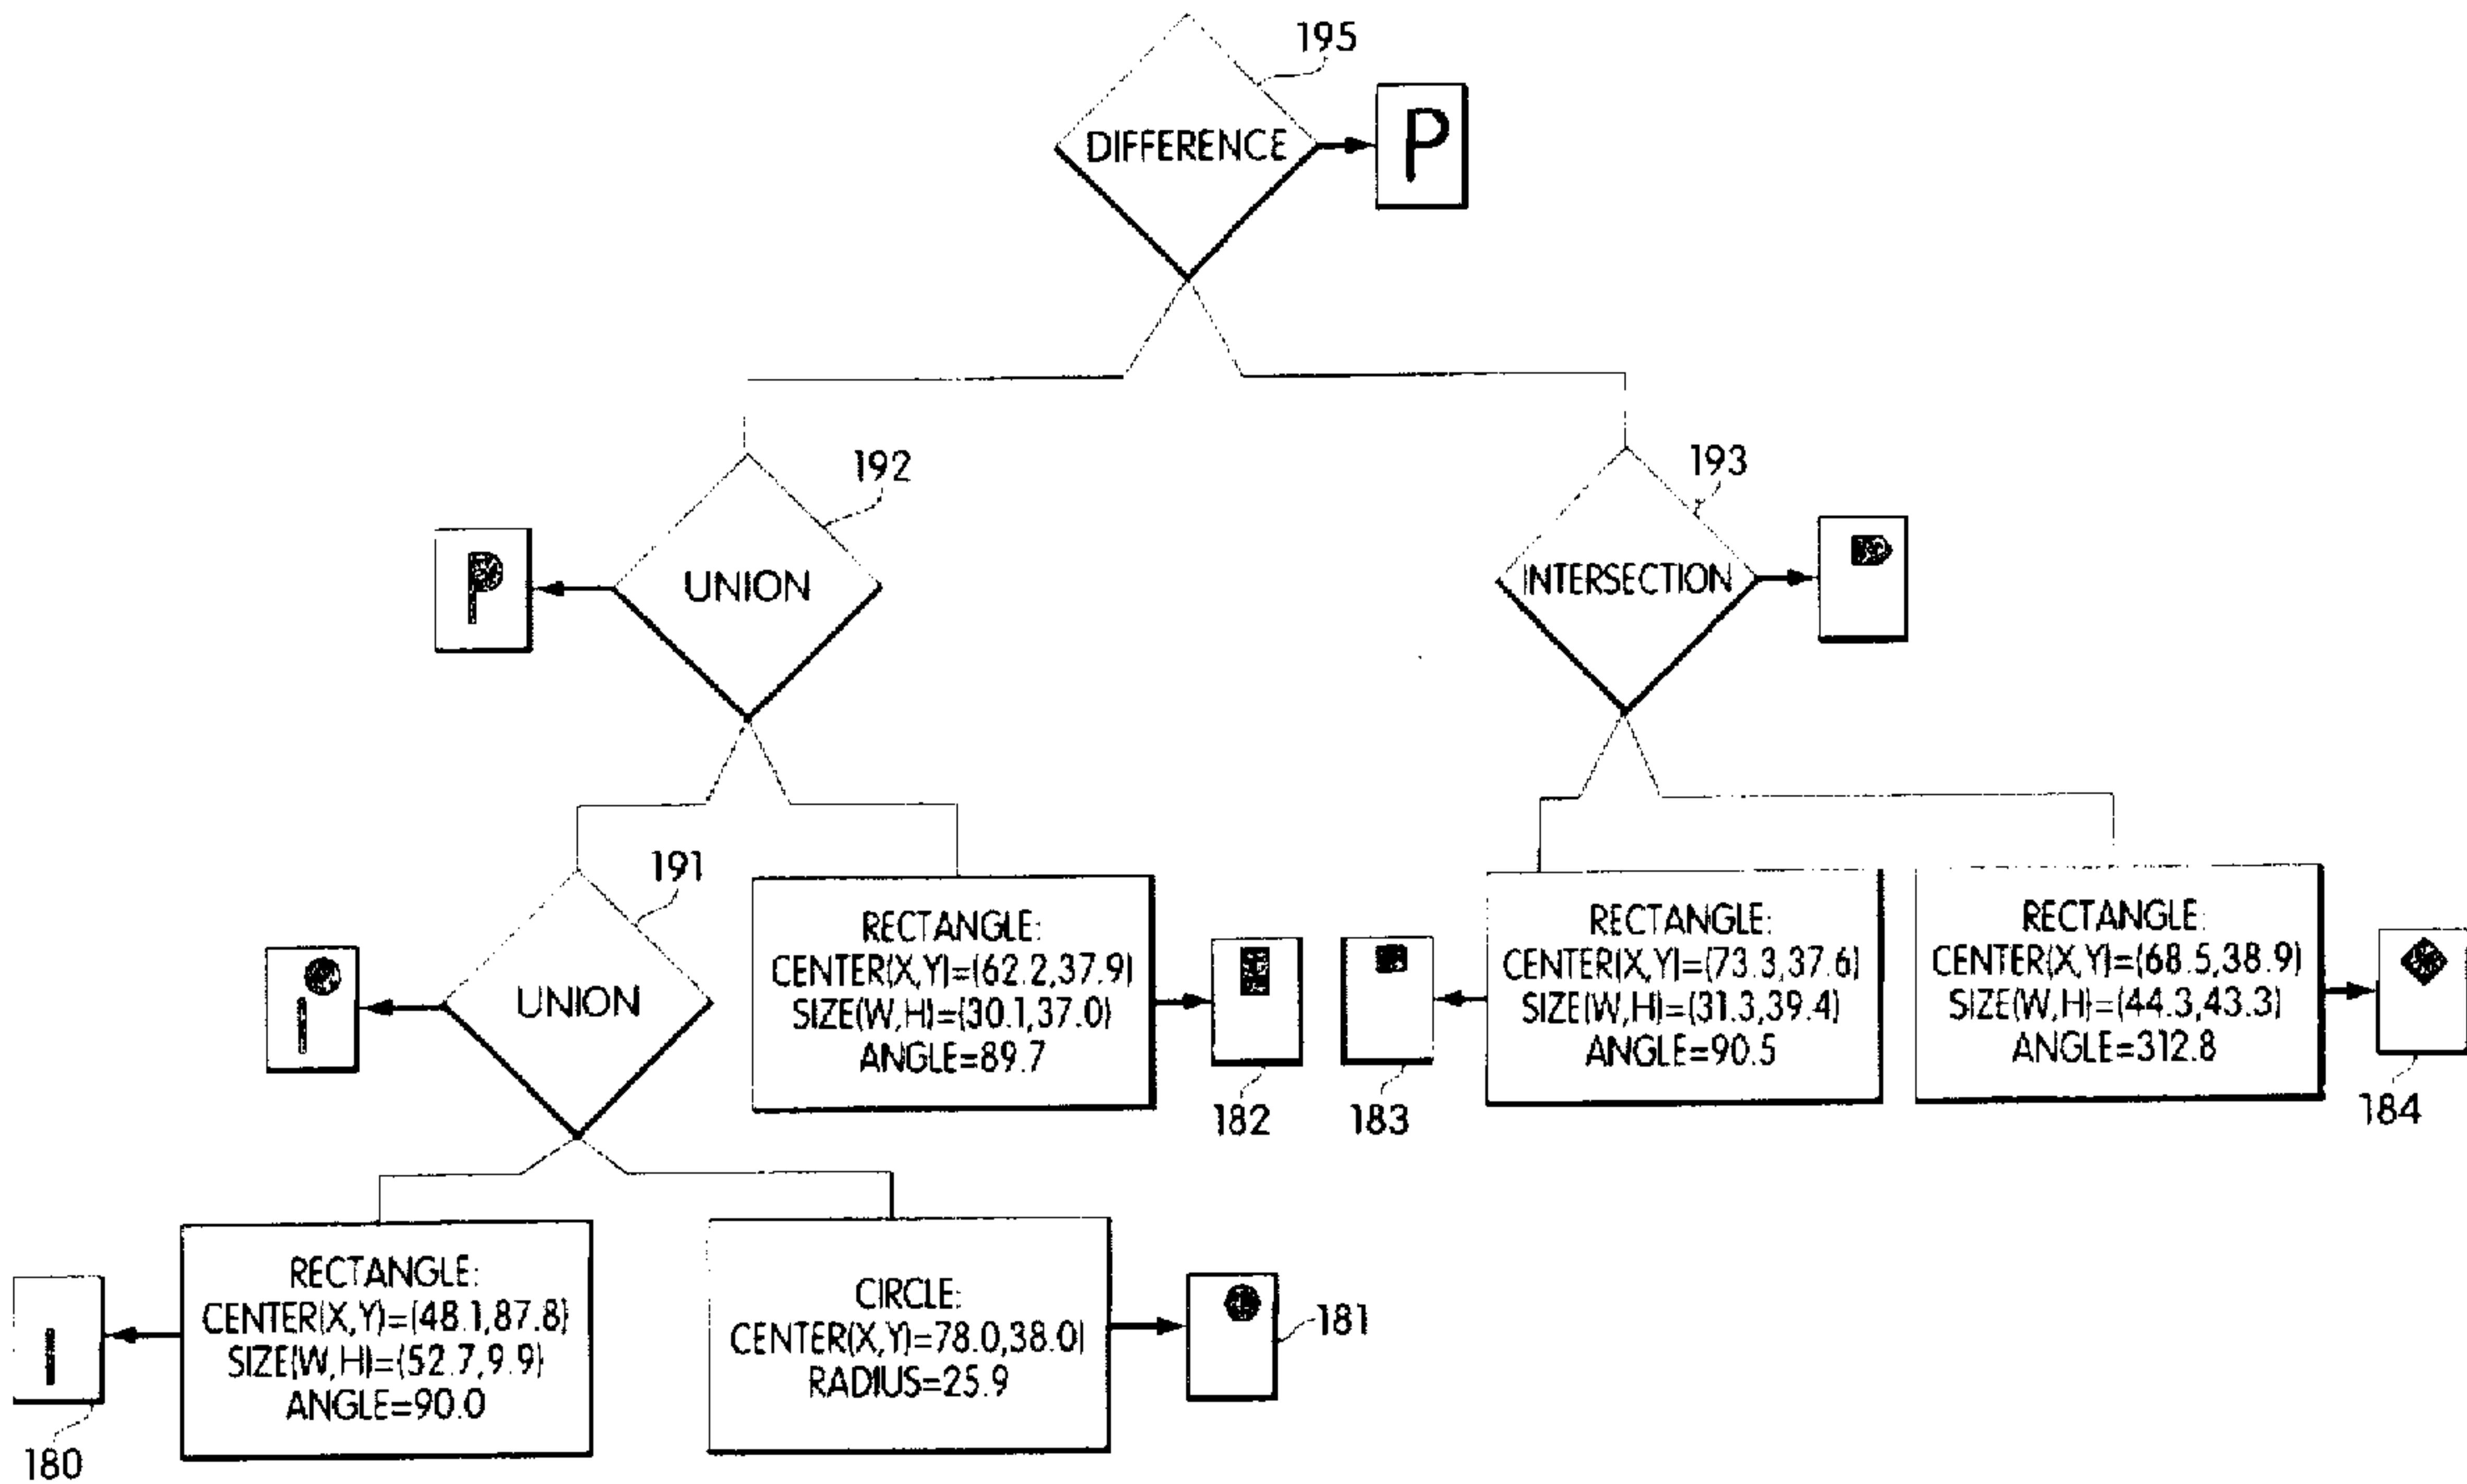 195
DIFFERENCE
P
192
193
UNION
P
INTERSECTION
191
UNION
RECTANGLE:
CENTER(X,Y)=(62.2,37.9)
SIZE(W,H)=(30.1,37.0)
ANGLE=89.7
182
183
RECTANGLE:
CENTER(X,Y)=(73.3,37.6)
SIZE(W,H)=(31.3,39.4)
ANGLE=90.5
RECTANGLE:
CENTER(X,Y)=(68.5,38.9)
SIZE(W,H)=(44.3,43.3)
ANGLE=312.8
184
RECTANGLE:
CENTER(X,Y)=(48.1,87.8)
SIZE(W,H)=(52.7,9.9)
ANGLE=90.0
180
CIRCLE:
CENTER(X,Y)=78.0,38.0)
RADIUS=25.9
181